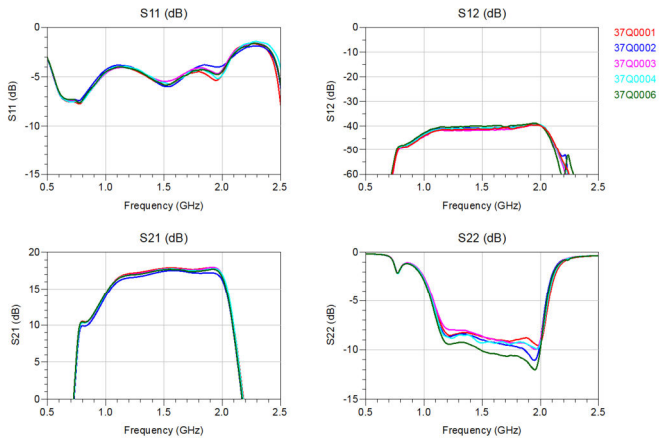 S11 (dB)
S12 (dB)
37Q0001
37Q0002
37Q0003
37Q0004
37Q0006
S11 (dB)
0
-5
-10
-15
0.5
1.0
1.5
2.0
2.5
Frequency (GHz)
S12 (dB)
0
-10
-20
-30
-40
-50
-60
0.5
1.0
1.5
2.0
2.5
Frequency (GHz)
S21 (dB)
S22 (dB)
S21 (dB)
20
15
10
5
0
0.5
1.0
1.5
2.0
2.5
Frequency (GHz)
S22 (dB)
0
-5
-10
-15
0.5
1.0
1.5
2.0
2.5
Frequency (GHz)